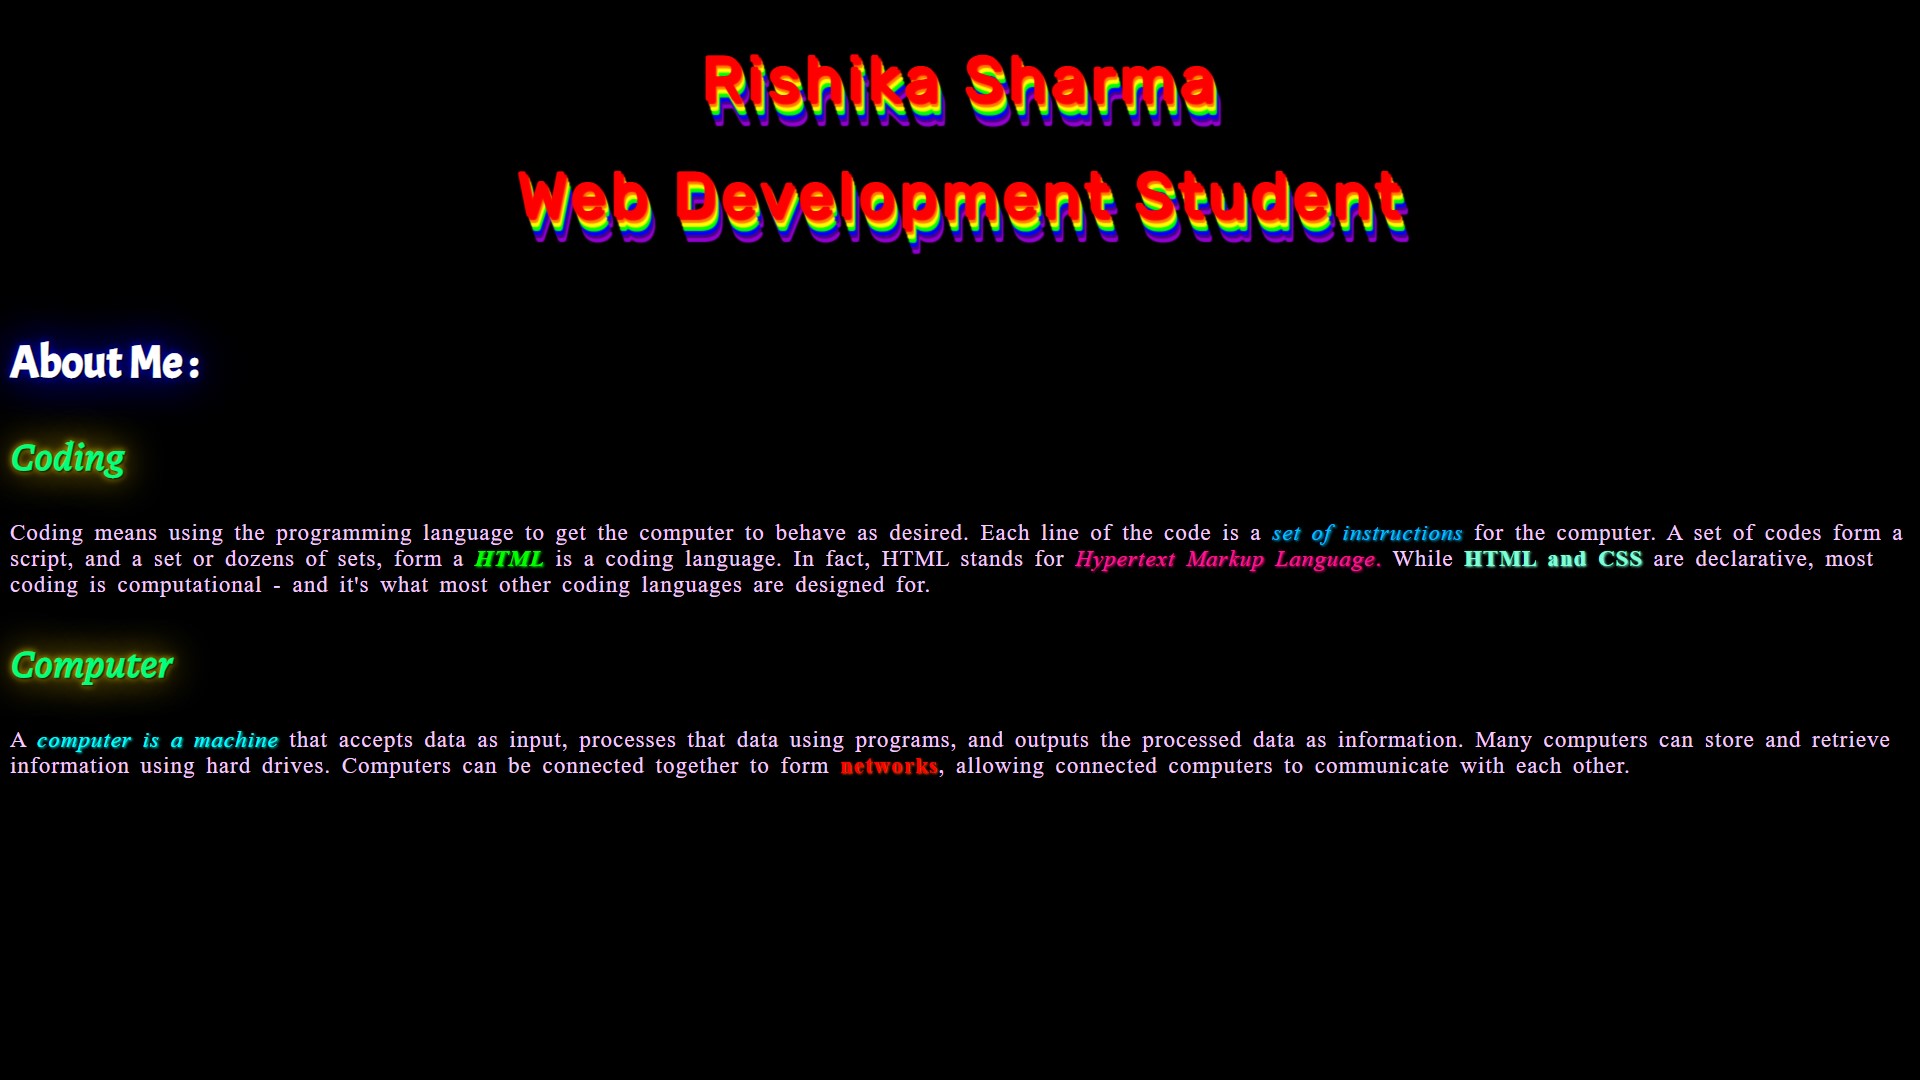 Rishika Sharma
Web Development Student
About Me :
Coding
Coding means using the programming language to get the computer to behave as desired. Each line of the code is a set of instructions for the computer. A set of codes form a
script, and a set or dozens of sets, form a HTML is a coding language. In fact, HTML stands for Hypertext Markup Language. While HTML and CSS are declarative, most
coding is computational - and it's what most other coding languages are designed for.
Computer
A computer is a machine that accepts data as input, processes that data using programs, and outputs the processed data as information. Many computers can store and retrieve
information using hard drives. Computers can be connected together to form networks, allowing connected computers to communicate with each other.